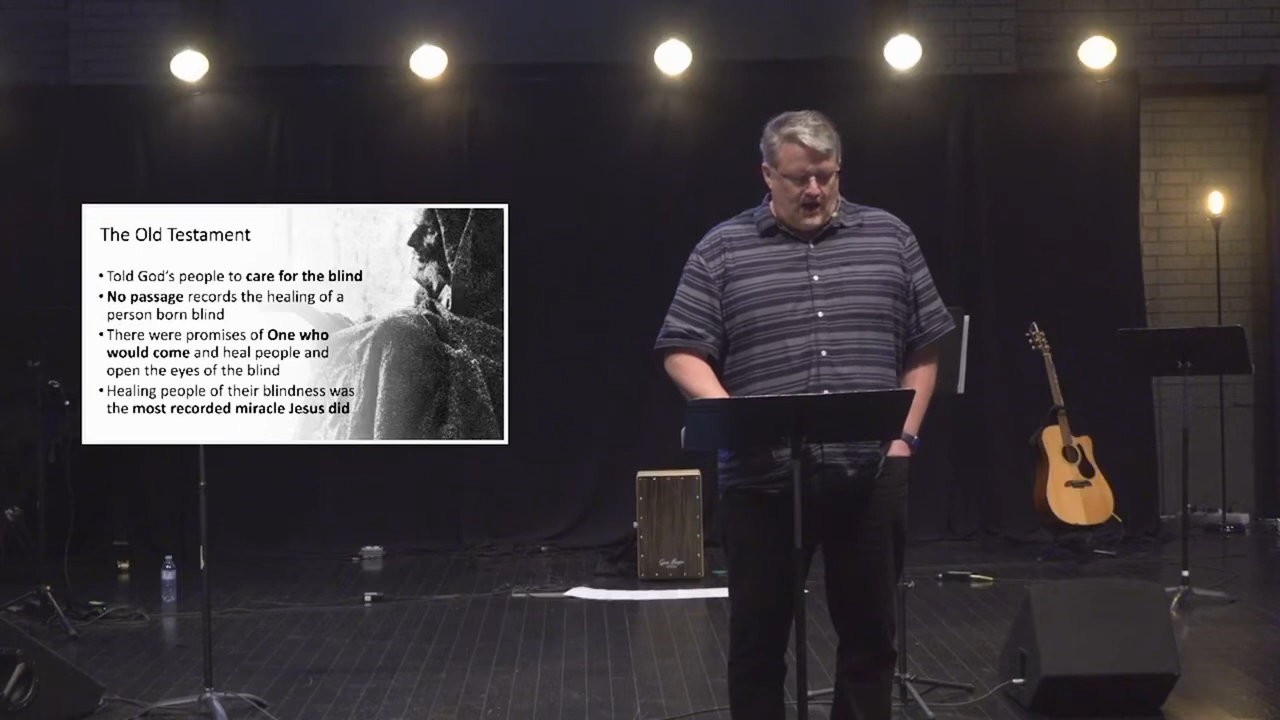 The Old Testament
• Told God's people to care for the blind
• No passage records the healing of a
person born blind
• There were promises of One who
would come and heal people and
open the eyes of the blind
• Healing people of their blindness was
the most recorded miracle Jesus did